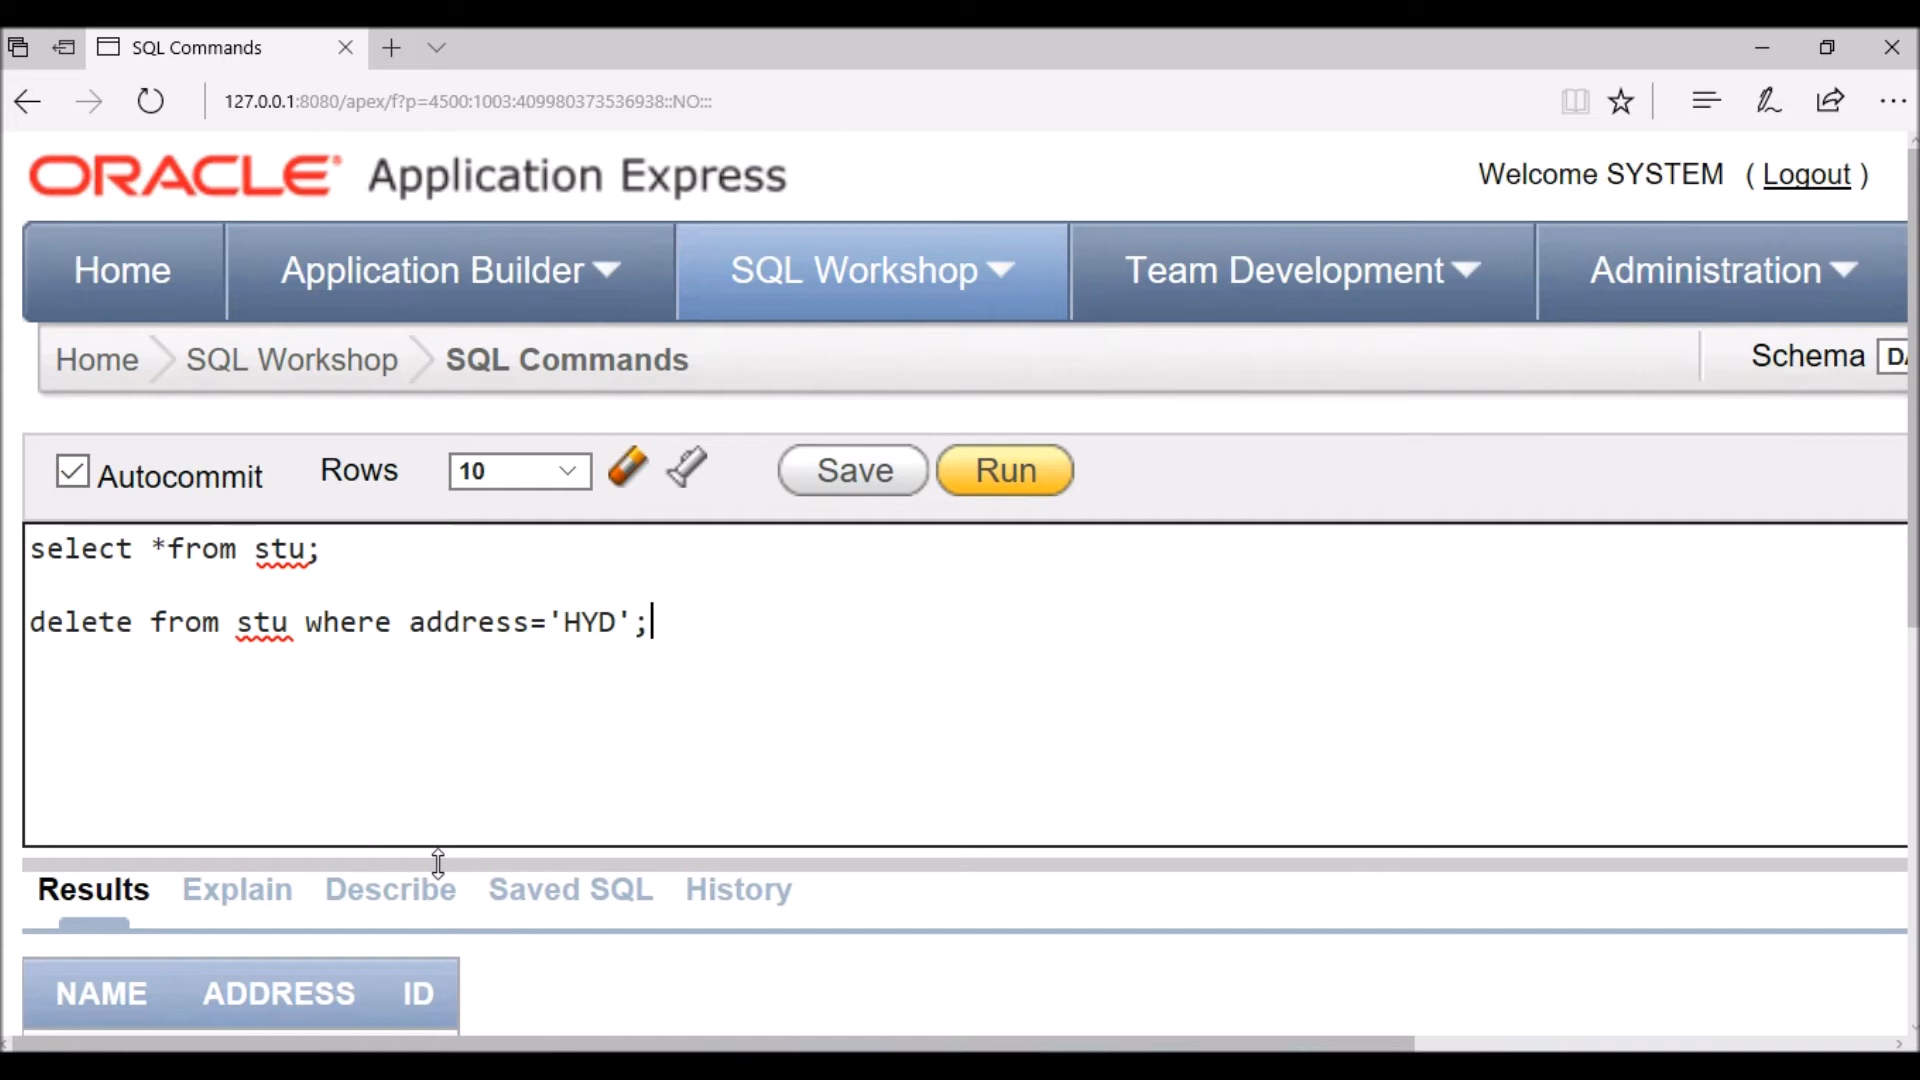 SQL Commands
127.0.0.1:8080/apex/f?p=4500:1003:409980373536938::NO:::
ORACLE Application Express
Welcome SYSTEM ( Logout )
Home Application Builder SQL Workshop Team Development Administration
Home SQL Workshop SQL Commands Schema
Autocommit Rows 10 Save Run
select *from stu;
delete from stu where address='HYD';
Results Explain Describe Saved SQL History
NAME ADDRESS ID